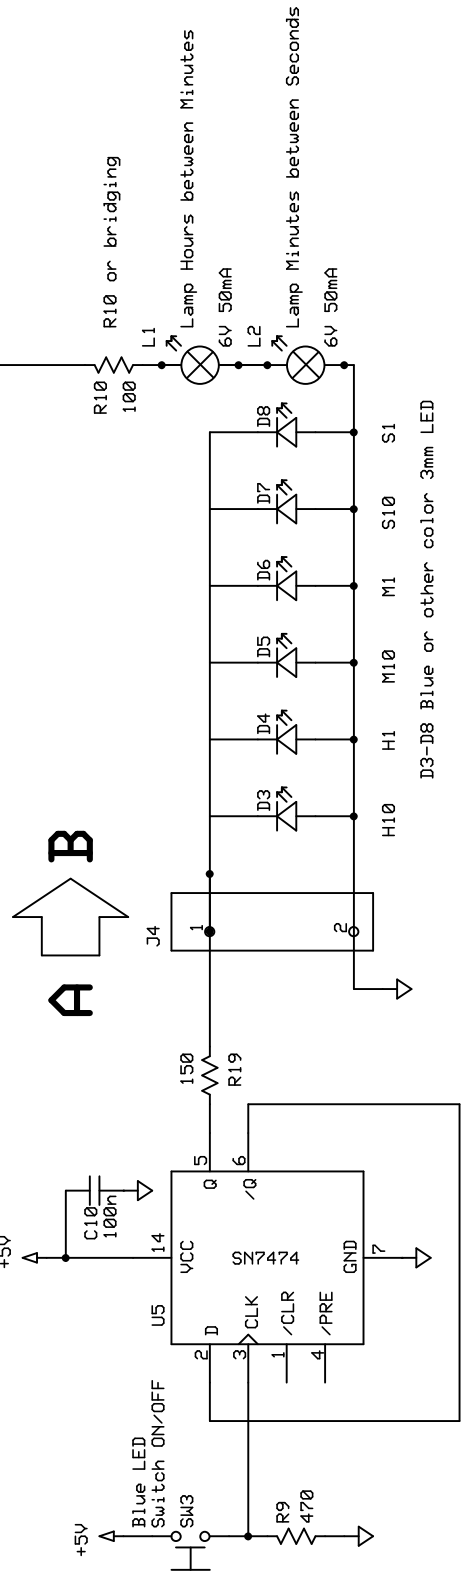 +5V
Blue LED
Switch ON/OFF
SW3
R9
470
+5V
C10
100n
U5
14
VCC
2
D
3
CLK
1
/CLR
4
/PRE
SN7474
5
Q
6
/Q
GND
7
150
R19
A
B
J4
1
2
D3
D4
D5
D6
D7
D8
H10
H1
M10
M1
S10
S1
D3-D8 Blue or other color 3mm LED
R10
100
R10 or bridging
L1
Lamp Hours between Minutes
6V 50mA
L2
Lamp Minutes between Seconds
6V 50mA